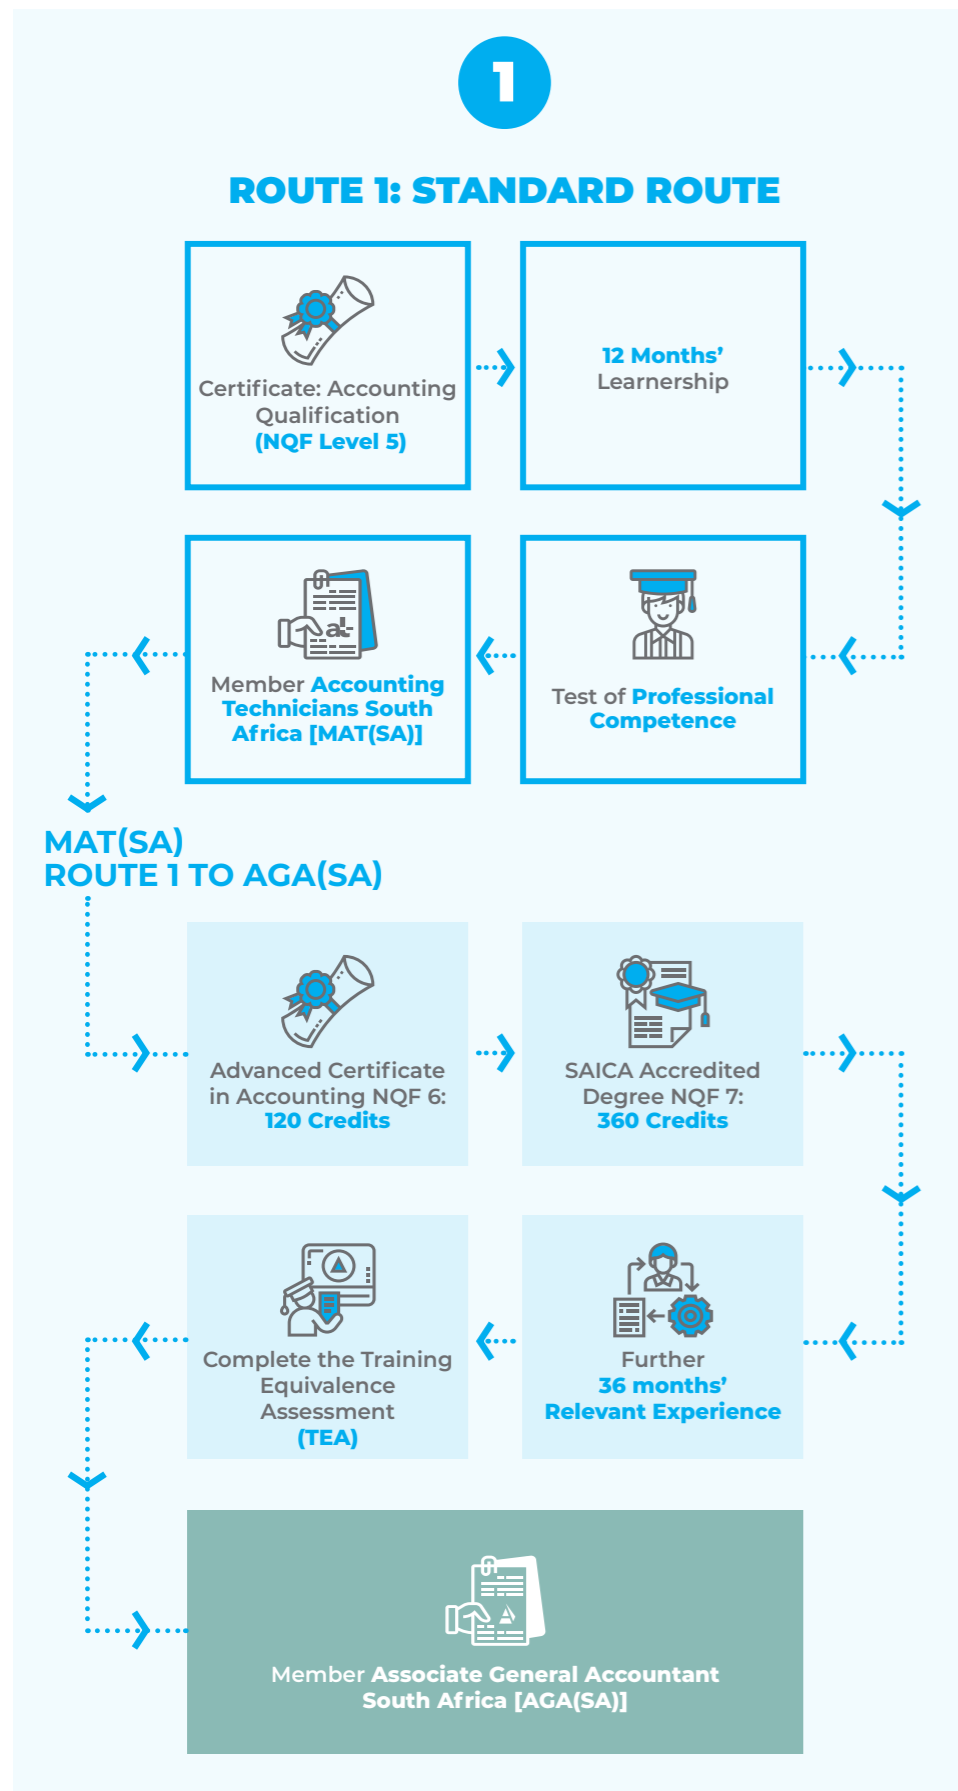 1
ROUTE 1: STANDARD ROUTE
Certificate: Accounting
Qualification
(NQF Level 5)
12 Months’
Learnership
Test of Professional
Competence
Member Accounting
Technicians South
Africa [MAT(SA)]
at
MAT(SA)
ROUTE 1 TO AGA(SA)
Advanced Certificate
in Accounting NQF 6:
120 Credits
SAICA Accredited
Degree NQF 7:
360 Credits
Further
36 months’
Relevant Experience
Complete the Training
Equivalence
Assessment
(TEA)
Member Associate General Accountant
South Africa [AGA(SA)]